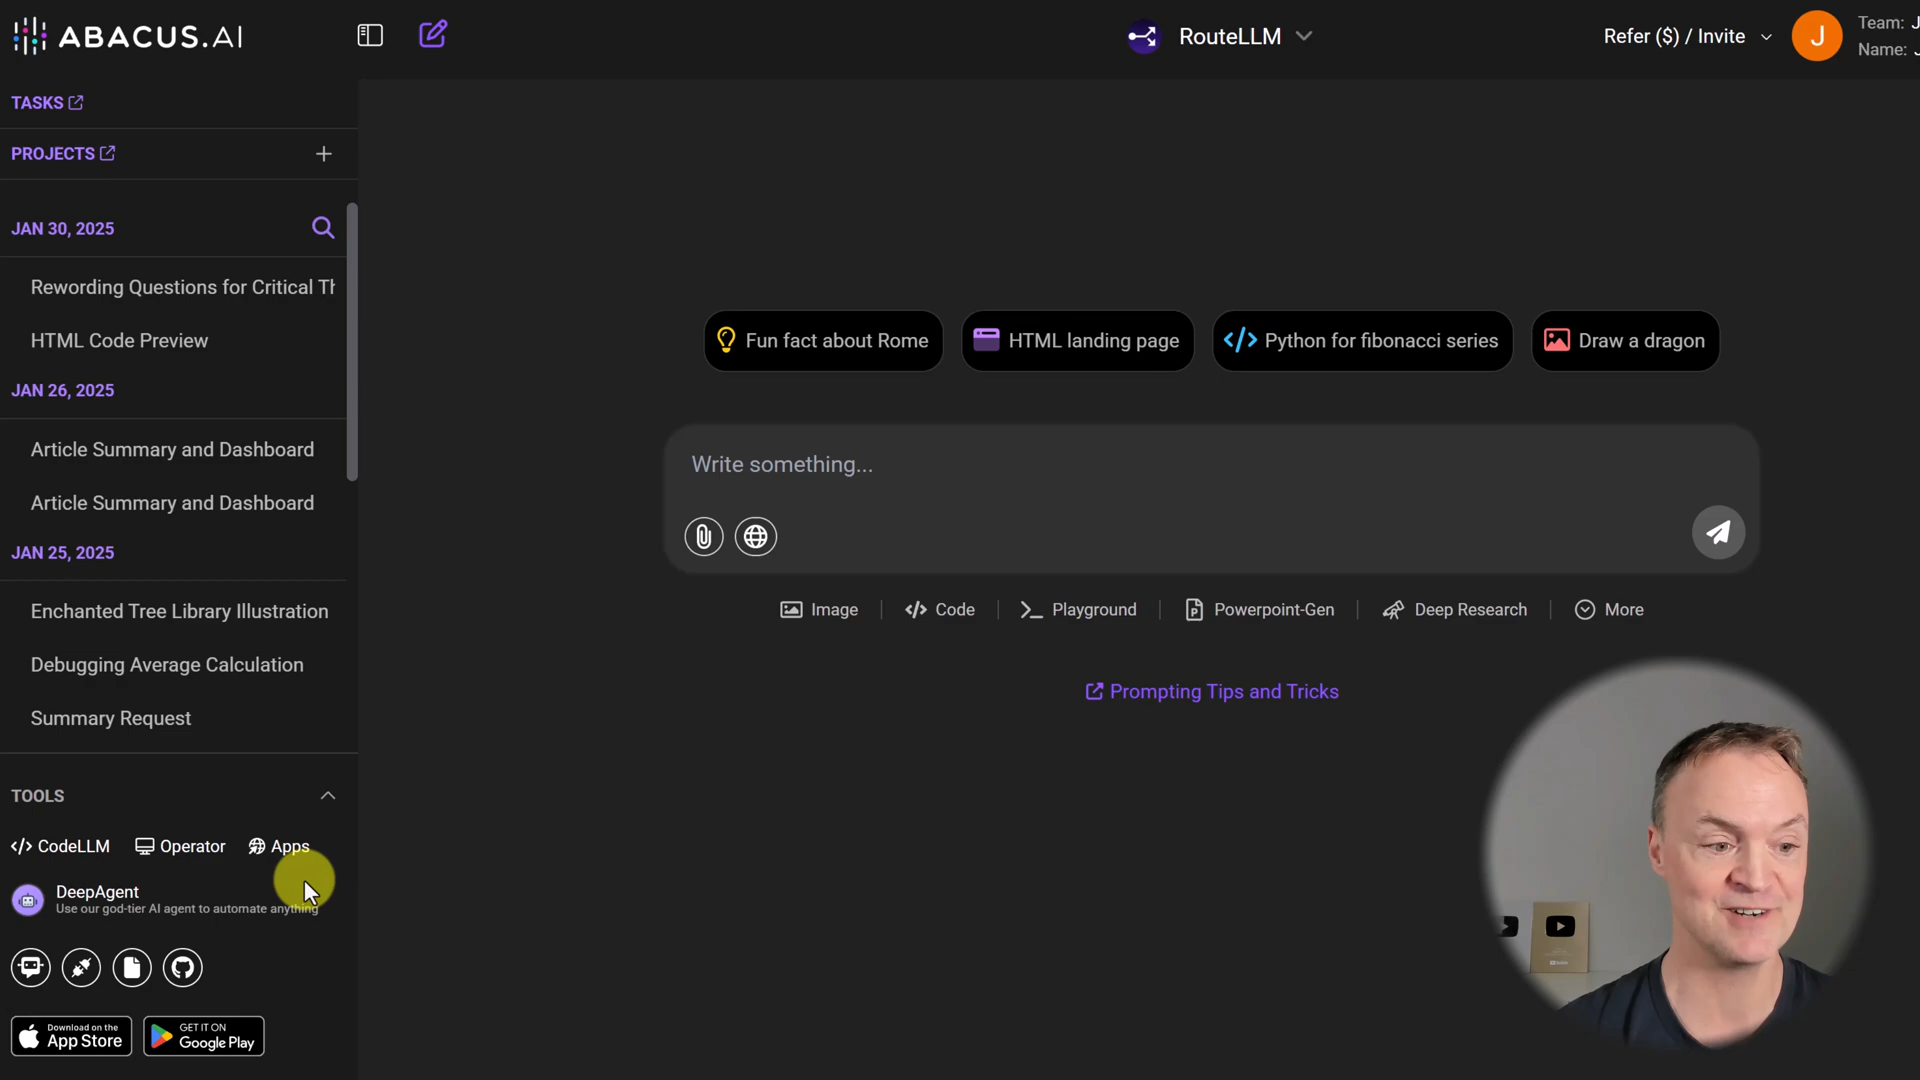 ABACUS.AI
RouteLLM
Refer ($) / Invite
J
Team: J
Name: J
TASKS
PROJECTS
JAN 30, 2025
Rewording Questions for Critical Th
HTML Code Preview
JAN 26, 2025
Article Summary and Dashboard
Article Summary and Dashboard
JAN 25, 2025
Enchanted Tree Library Illustration
Debugging Average Calculation
Summary Request
Fun fact about Rome
HTML landing page
Python for fibonacci series
Draw a dragon
Write something...
Image
Code
Playground
Powerpoint-Gen
Deep Research
More
Prompting Tips and Tricks
TOOLS
CodeLLM
Operator
Apps
DeepAgent
Use our god-tier AI agent to automate anything
Download on the
App Store
GET IT ON
Google Play